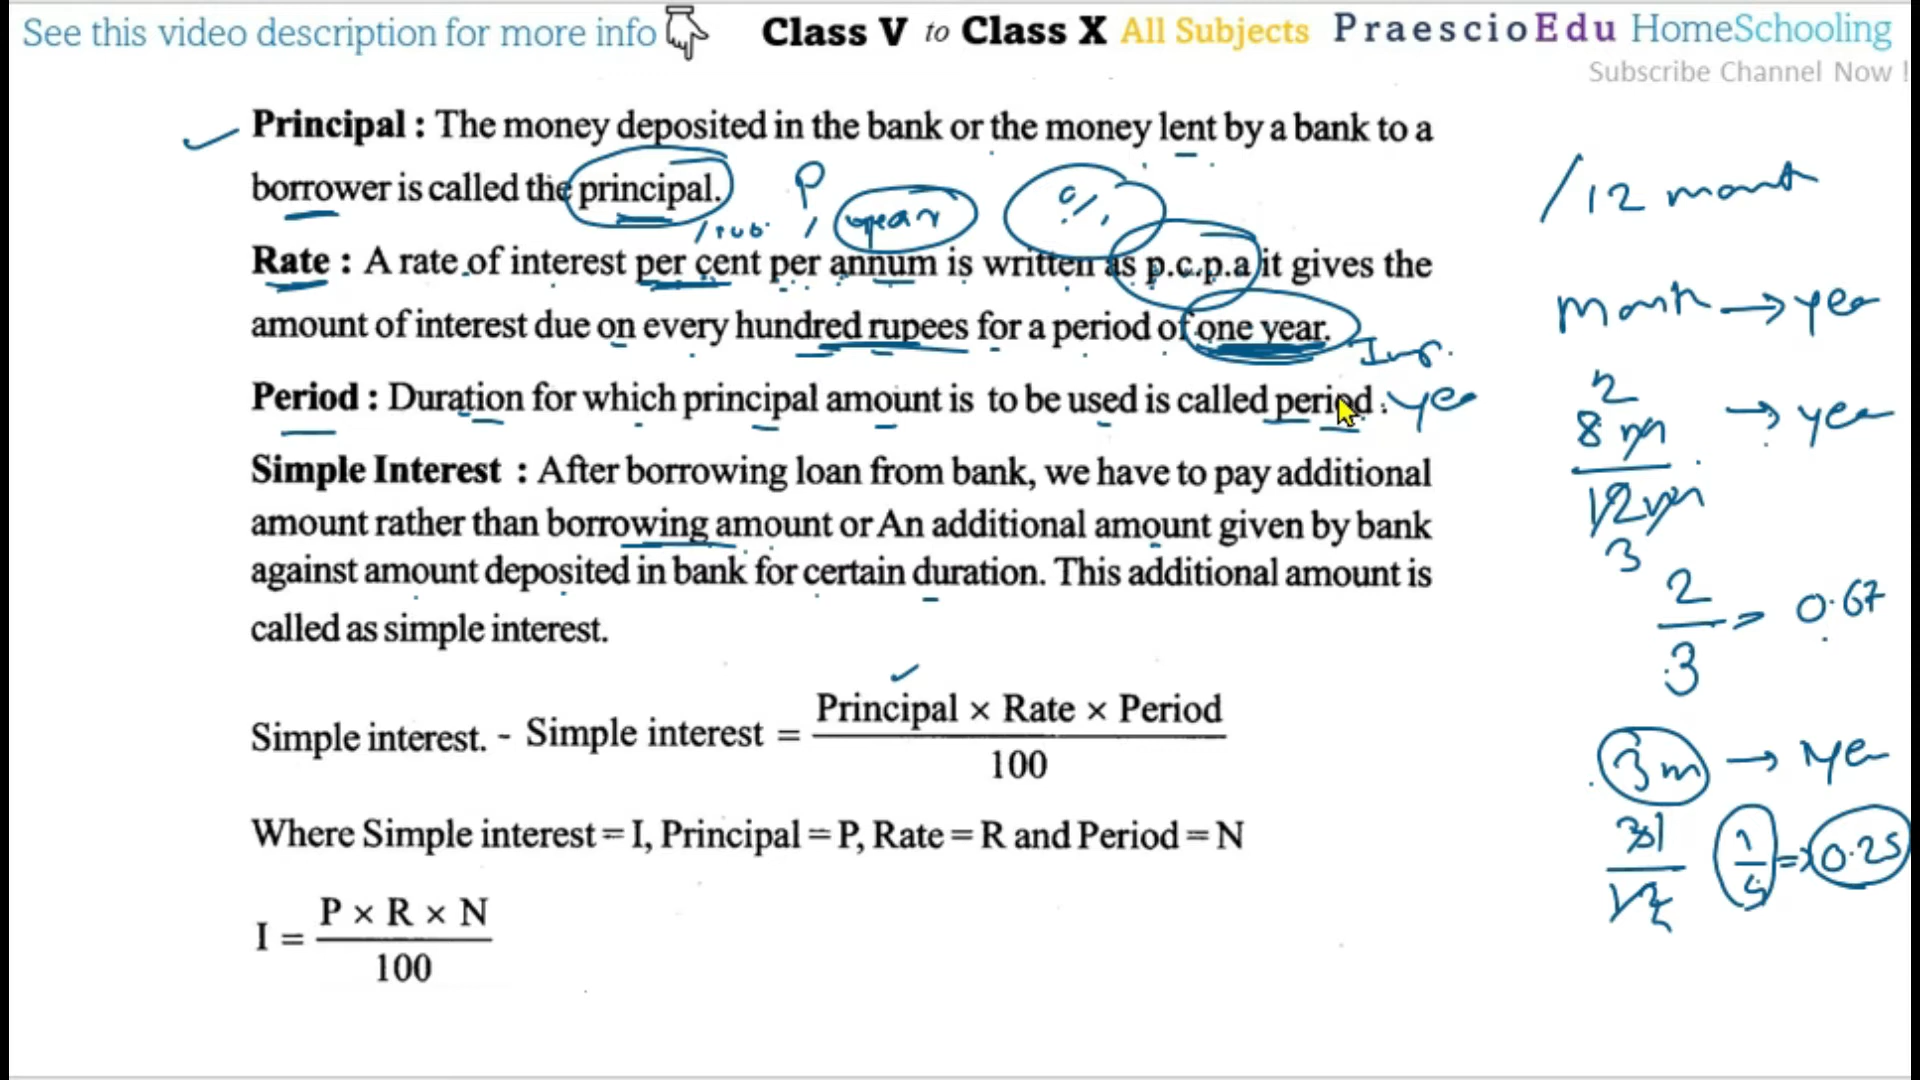 See this video description for more info Class V to Class X All Subjects PraescioEdu HomeSchooling
Subscribe Channel Now !
Principal : The money deposited in the bank or the money lent by a bank to a
borrower is called the principal.
P
year
%
/12 month
Rate : A rate of interest per cent per annum is written as p.c.p.a it gives the
amount of interest due on every hundred rupees for a period of one year.
month → year
Period : Duration for which principal amount is to be used is called period.
yea
2
8 m → yea
12 m
3
Simple Interest : After borrowing loan from bank, we have to pay additional
amount rather than borrowing amount or An additional amount given by bank
against amount deposited in bank for certain duration. This additional amount is
called as simple interest.
2
3
= 0.67
Simple interest. - Simple interest = Principal × Rate × Period
100
3m → yea
Where Simple interest = I, Principal = P, Rate = R and Period = N
0.25
I = P × R × N
100